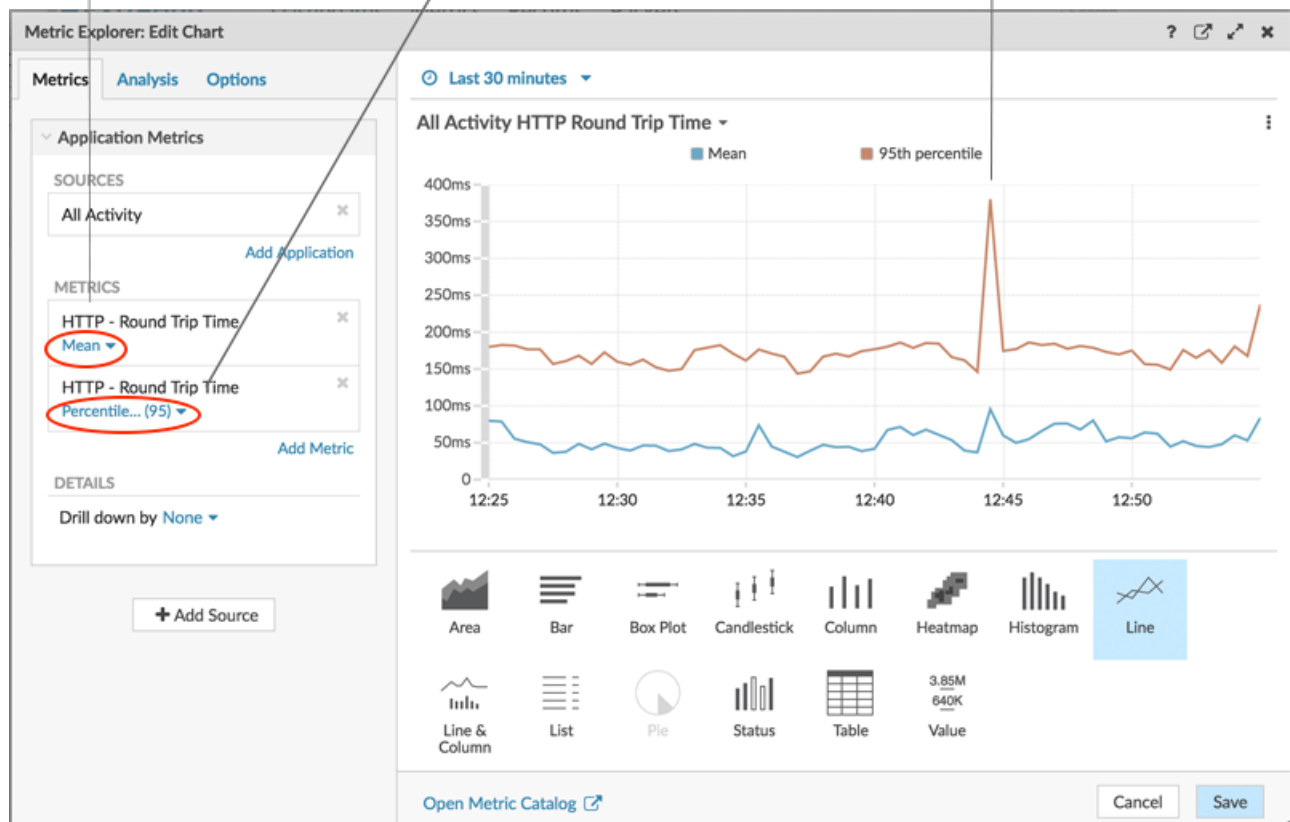 Metric Explorer: Edit Chart
?
Metrics Analysis Options
Last 30 minutes
Application Metrics
SOURCES
All Activity
Add Application
METRICS
HTTP - Round Trip Time
Mean
HTTP - Round Trip Time
Percentile... (95)
Add Metric
DETAILS
Drill down by None
+ Add Source
All Activity HTTP Round Trip Time
Mean 95th percentile
400ms
350ms
300ms
250ms
200ms
150ms
100ms
50ms
0
12:25 12:30 12:35 12:40 12:45 12:50
Area Bar Box Plot Candlestick Column Heatmap Histogram Line
3.85M
640K
Line & Column List Pie Status Table Value
Open Metric Catalog
Cancel Save